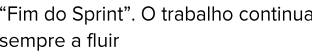 “Fim do Sprint”. O trabalho continua
sempre a fluir